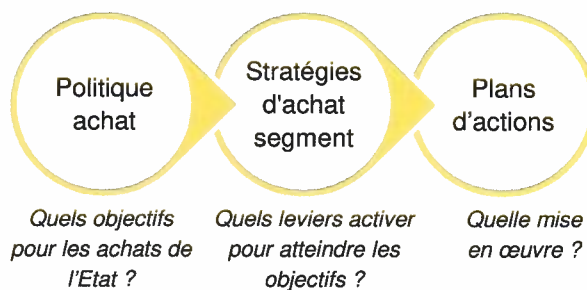 Politique
achat
Stratégies
d'achat
segment
Plans
d'actions
Quels objectifs
pour les achats de
l'Etat ?
Quels leviers activer
pour atteindre les
objectifs ?
Quelle mise
en œuvre ?